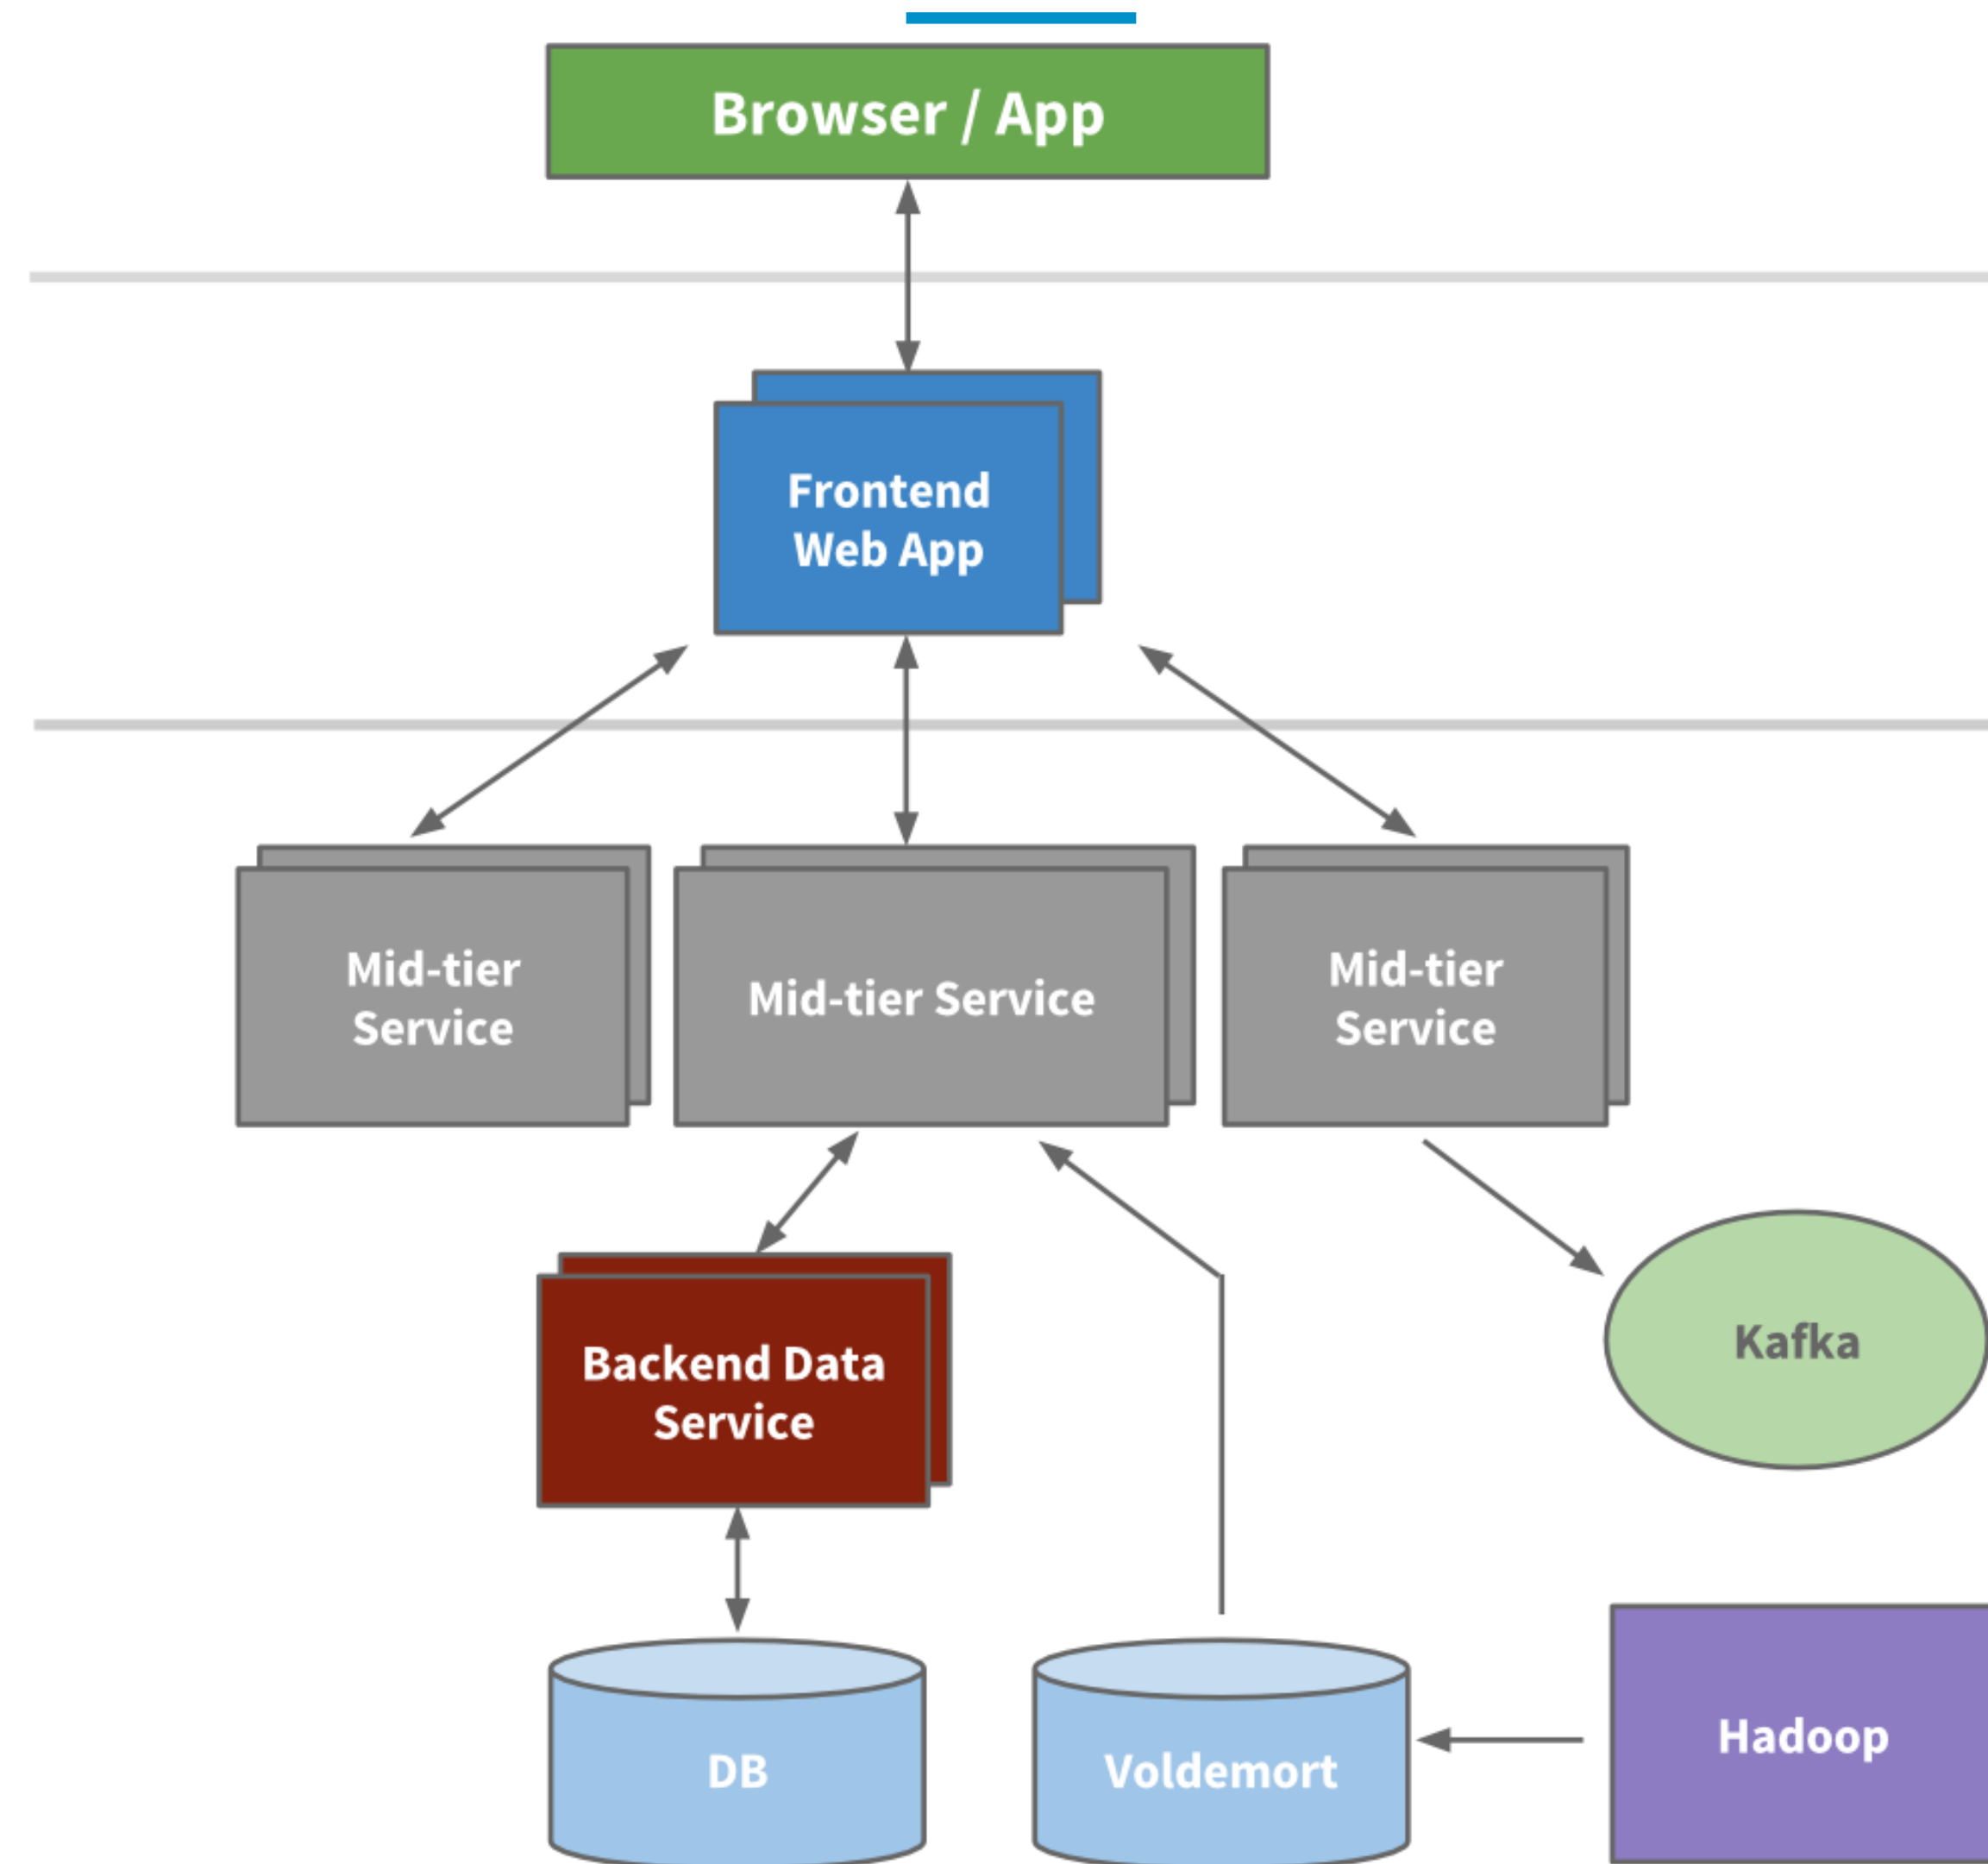 Browser / App
Frontend
Web App
Mid-tier
Service
Mid-tier Service
Mid-tier
Service
Backend Data
Service
Kafka
DB
Voldemort
Hadoop